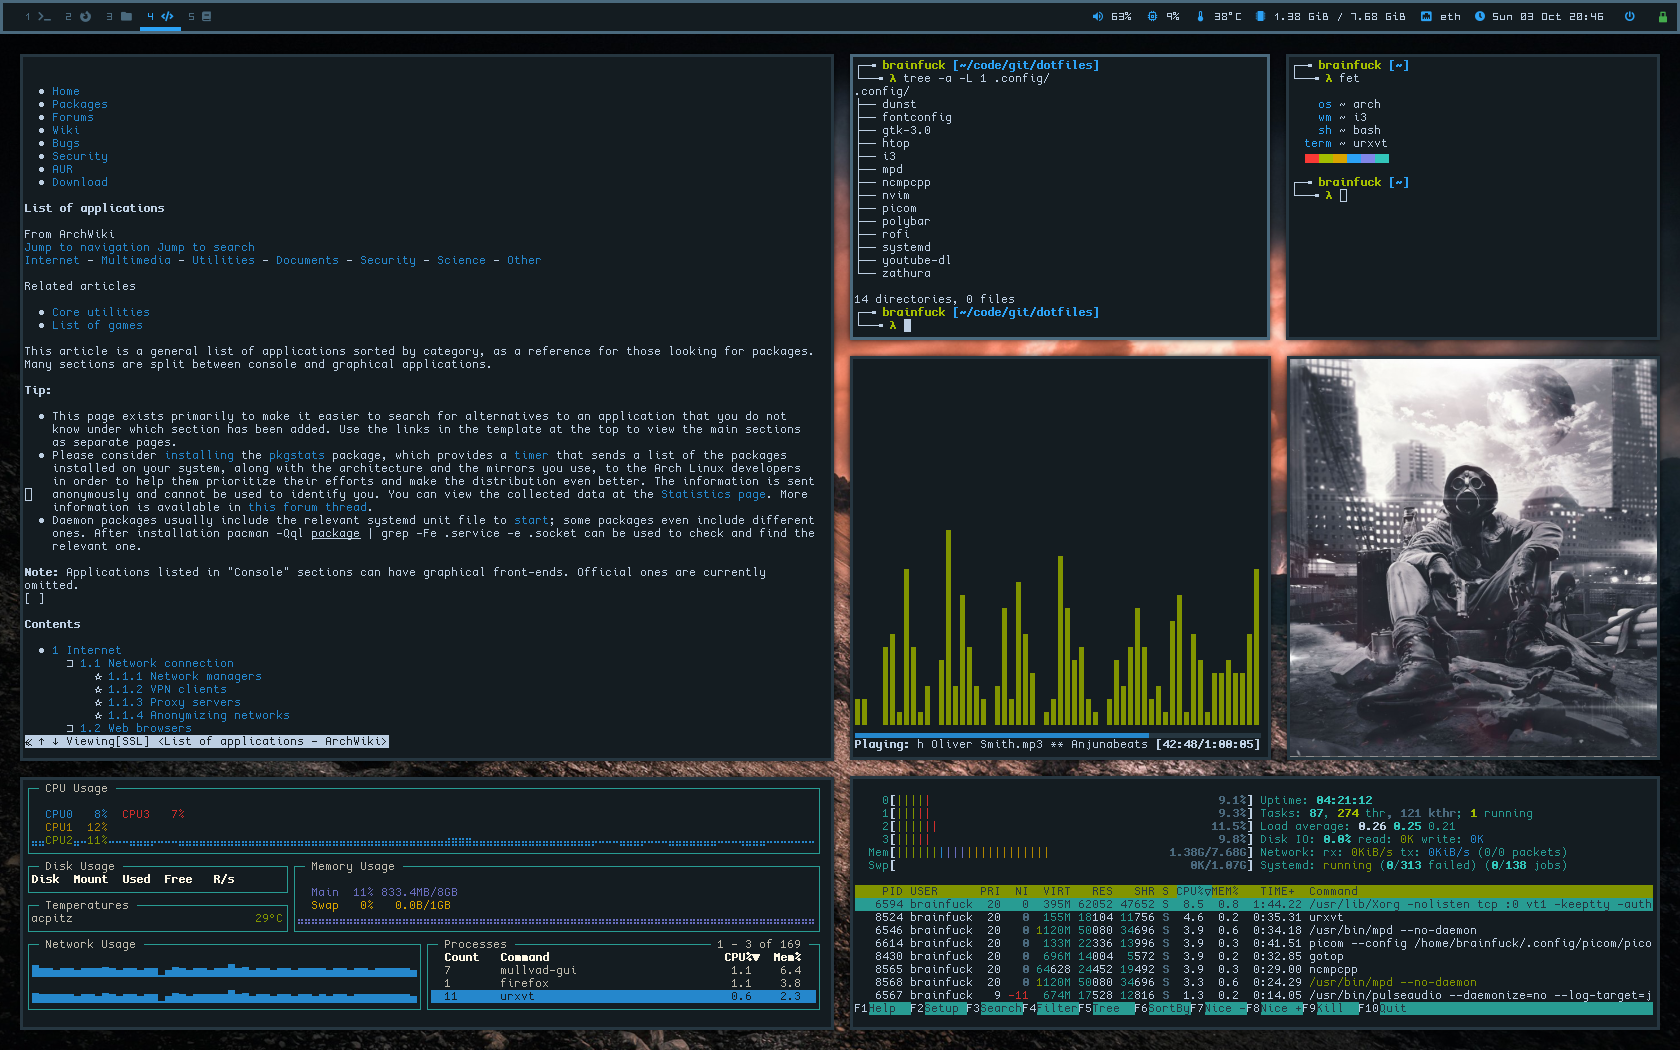 1 2 3 4 5 63% 9% 38°C 1.38 GiB / 7.68 GiB eth Sun 03 Oct 20:46
• Home
• Packages
• Forums
• Wiki
• Bugs
• Security
• AUR
• Download
List of applications
From ArchWiki
Jump to navigation Jump to search
Internet - Multimedia - Utilities - Documents - Security - Science - Other
Related articles
• Core utilities
• List of games
This article is a general list of applications sorted by category, as a reference for those looking for packages.
Many sections are split between console and graphical applications.
Tip:
• This page exists primarily to make it easier to search for alternatives to an application that you do not
know under which section has been added. Use the links in the template at the top to view the main sections
as separate pages.
• Please consider installing the pkgstats package, which provides a timer that sends a list of the packages
installed on your system, along with the architecture and the mirrors you use, to the Arch Linux developers
in order to help them prioritize their efforts and make the distribution even better. The information is sent
anonymously and cannot be used to identify you. You can view the collected data at the Statistics page. More
information is available in this forum thread.
• Daemon packages usually include the relevant systemd unit file to start; some packages even include different
ones. After installation pacman -Qql package | grep -Fe .service -e .socket can be used to check and find the
relevant one.
Note: Applications listed in "Console" sections can have graphical front-ends. Official ones are currently
omitted.
[ ]
Contents
• 1 Internet
□ 1.1 Network connection
☆ 1.1.1 Network managers
☆ 1.1.2 VPN clients
☆ 1.1.3 Proxy servers
☆ 1.1.4 Anonymizing networks
□ 1.2 Web browsers
≪ ↑ ↓ Viewing[SSL] <List of applications - ArchWiki>
brainfuck [~/code/git/dotfiles]
λ tree -a -L 1 .config/
.config/
├── dunst
├── fontconfig
├── gtk-3.0
├── htop
├── i3
├── mpd
├── ncmpcpp
├── nvim
├── picom
├── polybar
├── rofi
├── systemd
├── youtube-dl
└── zathura
14 directories, 0 files
brainfuck [~/code/git/dotfiles]
λ
brainfuck [~]
λ fet
os ~ arch
wm ~ i3
sh ~ bash
term ~ urxvt
brainfuck [~]
λ
Playing: h Oliver Smith.mp3 ** Anjunabeats [42:48/1:00:05]
CPU Usage
CPU0 8% CPU3 7%
CPU1 12%
CPU2 11%
Disk Usage
Disk Mount Used Free R/s
Temperatures
acpitz 29°C
Memory Usage
Main 11% 833.4MB/8GB
Swap 0% 0.0B/1GB
Network Usage
Processes 1 - 3 of 169
Count Command CPU%▼ Mem%
7 mullvad-gui 1.1 6.4
1 firefox 1.1 3.8
11 urxvt 0.6 2.3
0[||||| 9.1%] Uptime: 04:21:12
1[||||| 9.3%] Tasks: 87, 274 thr, 121 kthr; 1 running
2[|||||| 11.5%] Load average: 0.26 0.25 0.21
3[||||| 9.8%] Disk IO: 0.0% read: 0K write: 0K
Mem[|||||||||||||||||||||| 1.38G/7.68G] Network: rx: 0KiB/s tx: 0KiB/s (0/0 packets)
Swp[ 0K/1.07G] Systemd: running (0/313 failed) (0/138 jobs)
PID USER PRI NI VIRT RES SHR S CPU%▽MEM% TIME+ Command
6594 brainfuck 20 0 395M 62052 47652 S 8.5 0.8 1:44.22 /usr/lib/Xorg -nolisten tcp :0 vt1 -keeptty -auth
8524 brainfuck 20 0 155M 18104 11756 S 4.6 0.2 0:35.31 urxvt
6546 brainfuck 20 0 1120M 50080 34696 S 3.9 0.6 0:34.18 /usr/bin/mpd --no-daemon
6614 brainfuck 20 0 133M 22336 13996 S 3.9 0.3 0:41.51 picom --config /home/brainfuck/.config/picom/pico
8430 brainfuck 20 0 696M 14004 5572 S 3.9 0.2 0:32.85 gotop
8565 brainfuck 20 0 64628 24452 19492 S 3.9 0.3 0:29.00 ncmpcpp
8568 brainfuck 20 0 1120M 50080 34696 S 3.3 0.6 0:24.29 /usr/bin/mpd --no-daemon
6567 brainfuck 9 -11 674M 17528 12816 S 1.3 0.2 0:14.05 /usr/bin/pulseaudio --daemonize=no --log-target=j
F1Help F2Setup F3SearchF4FilterF5Tree F6SortByF7Nice -F8Nice +F9Kill F10Quit